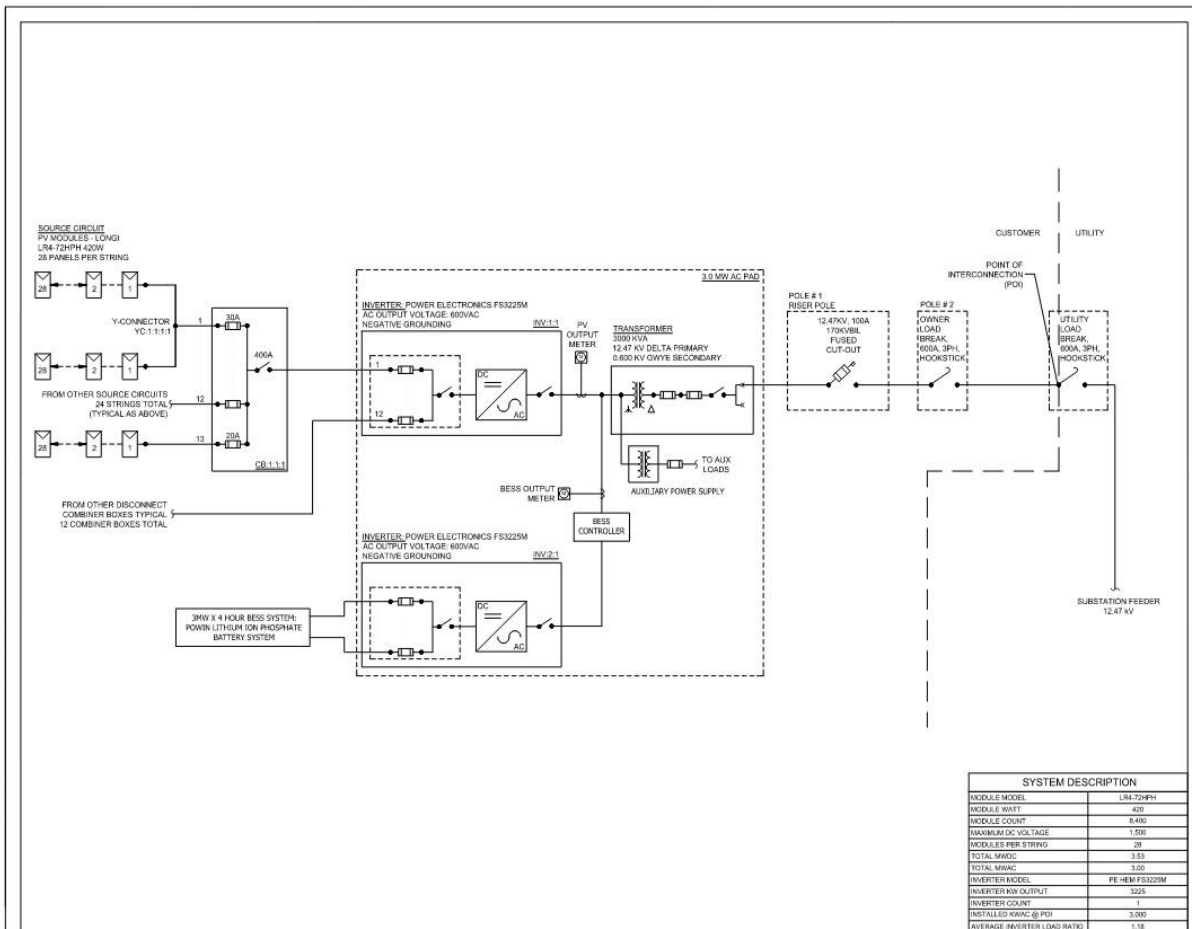 CUSTOMER
UTILITY
POINT OF
INTERCONNECTION
(POI)
SOURCE CIRCUIT
PV MODULES - LONGI
LR4-72HPH 420W
28 PANELS PER STRING
28
2
1
Y-CONNECTOR
YC:1:1:1:1
1
30A
400A
28
2
1
FROM OTHER SOURCE CIRCUITS
24 STRINGS TOTAL
(TYPICAL AS ABOVE)
12
28
2
1
13
20A
CB:1:1:1
FROM OTHER DISCONNECT
COMBINER BOXES TYPICAL
12 COMBINER BOXES TOTAL
3.0 MW AC PAD
INVERTER: POWER ELECTRONICS FS3225M
AC OUTPUT VOLTAGE: 600VAC
NEGATIVE GROUNDING
INV:1:1
1
12
DC
AC
PV
OUTPUT
METER
TRANSFORMER
3000 KVA
12.47 KV DELTA PRIMARY
0.600 KV GWYE SECONDARY
TO AUX
LOADS
AUXILIARY POWER SUPPLY
BESS OUTPUT
METER
BESS
CONTROLLER
INVERTER: POWER ELECTRONICS FS3225M
AC OUTPUT VOLTAGE: 600VAC
NEGATIVE GROUNDING
INV:2:1
DC
AC
3MW X 4 HOUR BESS SYSTEM:
POWIN LITHIUM ION PHOSPHATE
BATTERY SYSTEM
POLE # 1
RISER POLE
12.47KV, 100A
170KVBIL
FUSED
CUT-OUT
POLE # 2
OWNER
LOAD
BREAK,
600A, 3PH,
HOOKSTICK
UTILITY
LOAD
BREAK,
600A, 3PH,
HOOKSTICK
SUBSTATION FEEDER
12.47 kV
SYSTEM DESCRIPTION
MODULE MODEL LR4-72HPH
MODULE WATT 420
MODULE COUNT 8,400
MAXIMUM DC VOLTAGE 1,500
MODULES PER STRING 28
TOTAL MWDC 3.53
TOTAL MWAC 3.00
INVERTER MODEL PE HEM FS3225M
INVERTER KW OUTPUT 3225
INVERTER COUNT 1
INSTALLED KWAC @ POI 3,000
AVERAGE INVERTER LOAD RATIO 1.18